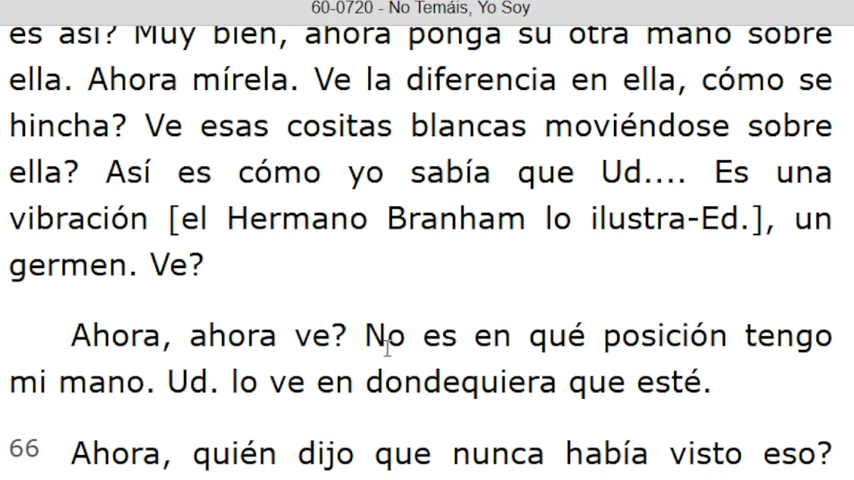 60-0720 - No Temáis, Yo Soy
es así? Muy bien, ahora ponga su otra mano sobre
ella. Ahora mírela. Ve la diferencia en ella, cómo se
hincha? Ve esas cositas blancas moviéndose sobre
ella? Así es cómo yo sabía que Ud.... Es una
vibración [el Hermano Branham lo ilustra-Ed.], un
germen. Ve?
Ahora, ahora ve? No es en qué posición tengo
mi mano. Ud. lo ve en dondequiera que esté.
66 Ahora, quién dijo que nunca había visto eso?